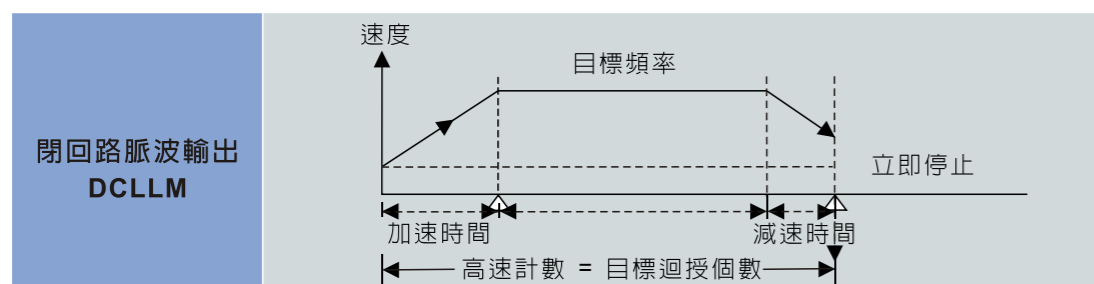 閉回路脈波輸出
DCLLM
速度
目標頻率
立即停止
加速時間
減速時間
高速計數 = 目標迴授個數